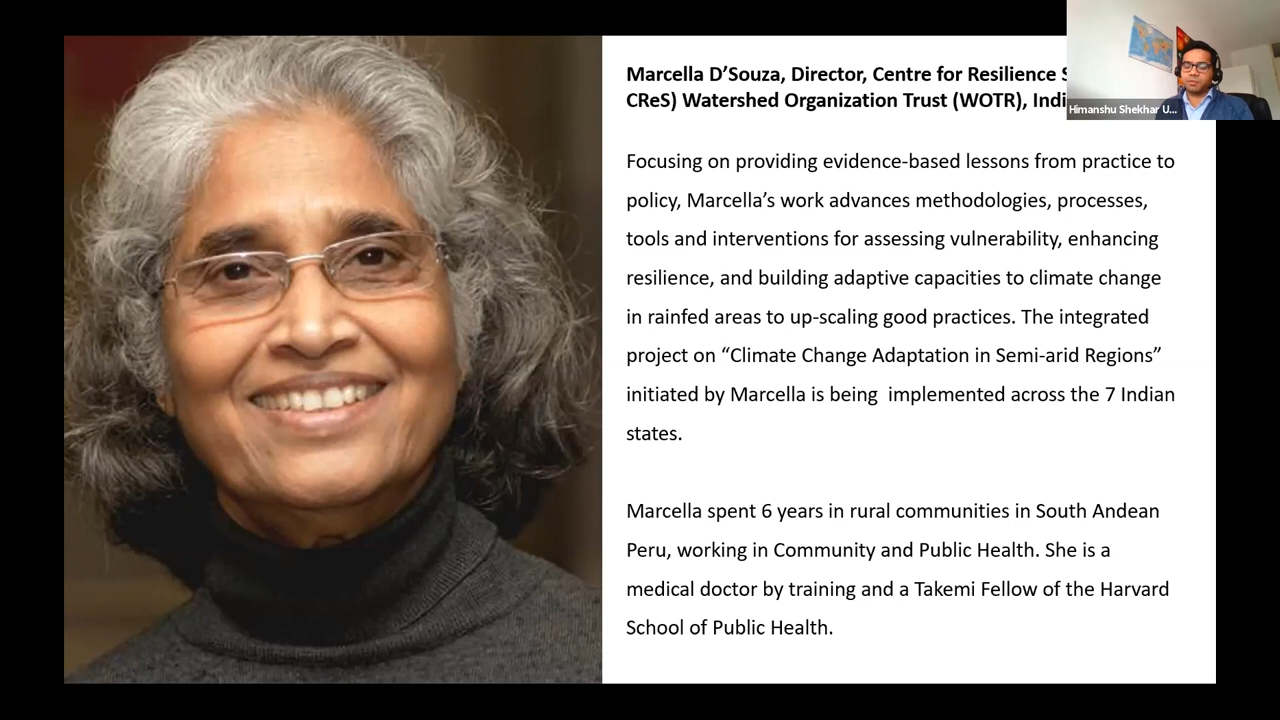 Marcella D’Souza, Director, Centre for Resilience
CReS) Watershed Organization Trust (WOTR),
Himanshu Shekhar U...
Focusing on providing evidence-based lessons from practice to
policy, Marcella’s work advances methodologies, processes,
tools and interventions for assessing vulnerability, enhancing
resilience, and building adaptive capacities to climate change
in rainfed areas to up-scaling good practices. The integrated
project on “Climate Change Adaptation in Semi-arid Regions”
initiated by Marcella is being  implemented across the 7 Indian
states.
Marcella spent 6 years in rural communities in South Andean
Peru, working in Community and Public Health. She is a
medical doctor by training and a Takemi Fellow of the Harvard
School of Public Health.